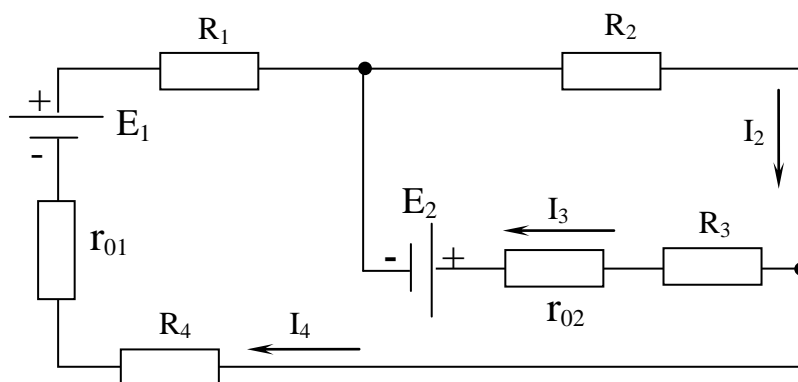 R₁
R₂
+
E₁
-
I₂
E₂
I₃
R₃
-
+
r₀₁
r₀₂
R₄
I₄